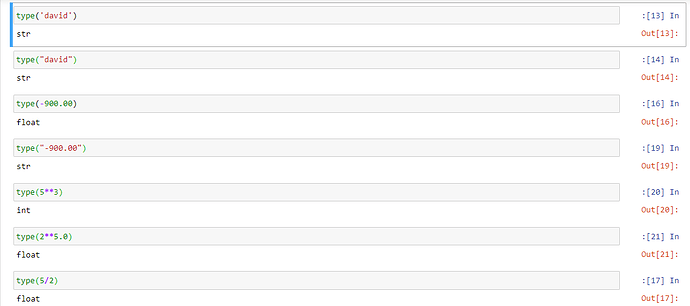 type('david') :[13] In
str Out[13]:
type("david") :[14] In
str Out[14]:
type(-900.00) :[16] In
float Out[16]:
type("-900.00") :[19] In
str Out[19]:
type(5**3) :[20] In
int Out[20]:
type(2**5.0) :[21] In
float Out[21]:
type(5/2) :[17] In
float Out[17]: